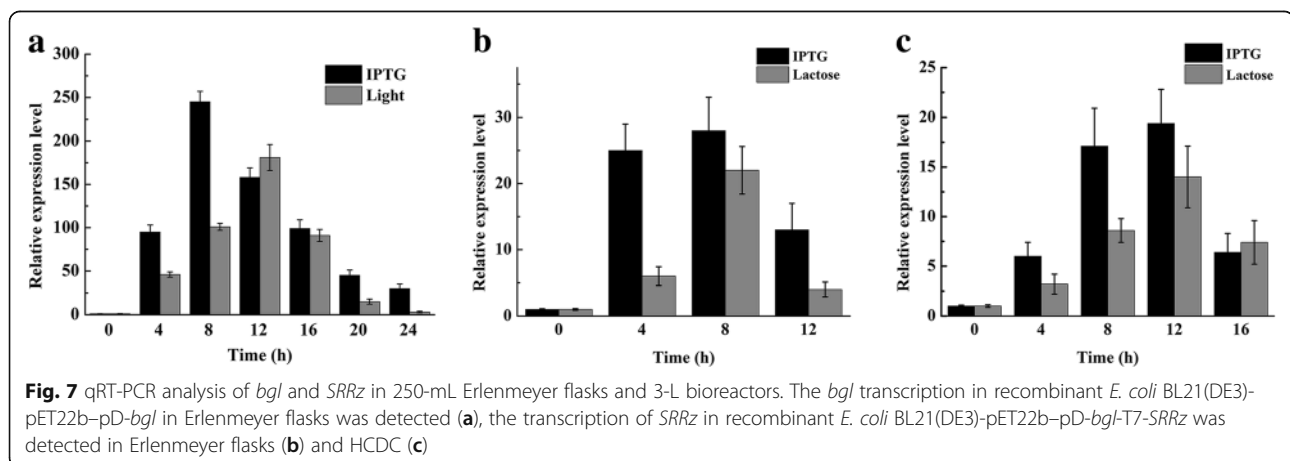 a
300
250
200
150
100
50
0
Relative expression level
IPTG
Light
0 4 8 12 16 20 24
Time (h)
b
30
20
10
0
Relative expression level
IPTG
Lactose
0 4 8 12
Time (h)
c
25
20
15
10
5
0
Relative expression level
IPTG
Lactose
0 4 8 12 16
Time (h)
Fig. 7 qRT-PCR analysis of bgl and SRRz in 250-mL Erlenmeyer flasks and 3-L bioreactors. The bgl transcription in recombinant E. coli BL21(DE3)-
pET22b–pD-bgl in Erlenmeyer flasks was detected (a), the transcription of SRRz in recombinant E. coli BL21(DE3)-pET22b–pD-bgl-T7-SRRz was
detected in Erlenmeyer flasks (b) and HCDC (c)